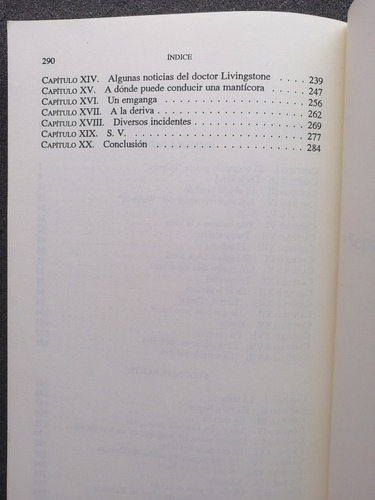 290 ÍNDICE
CAPÍTULO XIV. Algunas noticias del doctor Livingstone . . . 239
CAPÍTULO XV. A dónde puede conducir una mantícora . . 247
CAPÍTULO XVI. Un emganga . . . . . . . . . . . . . . . . . . . . . . . 256
CAPÍTULO XVII. A la deriva . . . . . . . . . . . . . . . . . . . . . . . 262
CAPÍTULO XVIII. Diversos incidentes . . . . . . . . . . . . . . . . 269
CAPÍTULO XIX. S. V. . . . . . . . . . . . . . . . . . . . . . . . . . . . 277
CAPÍTULO XX. Conclusión . . . . . . . . . . . . . . . . . . . . . . . 284